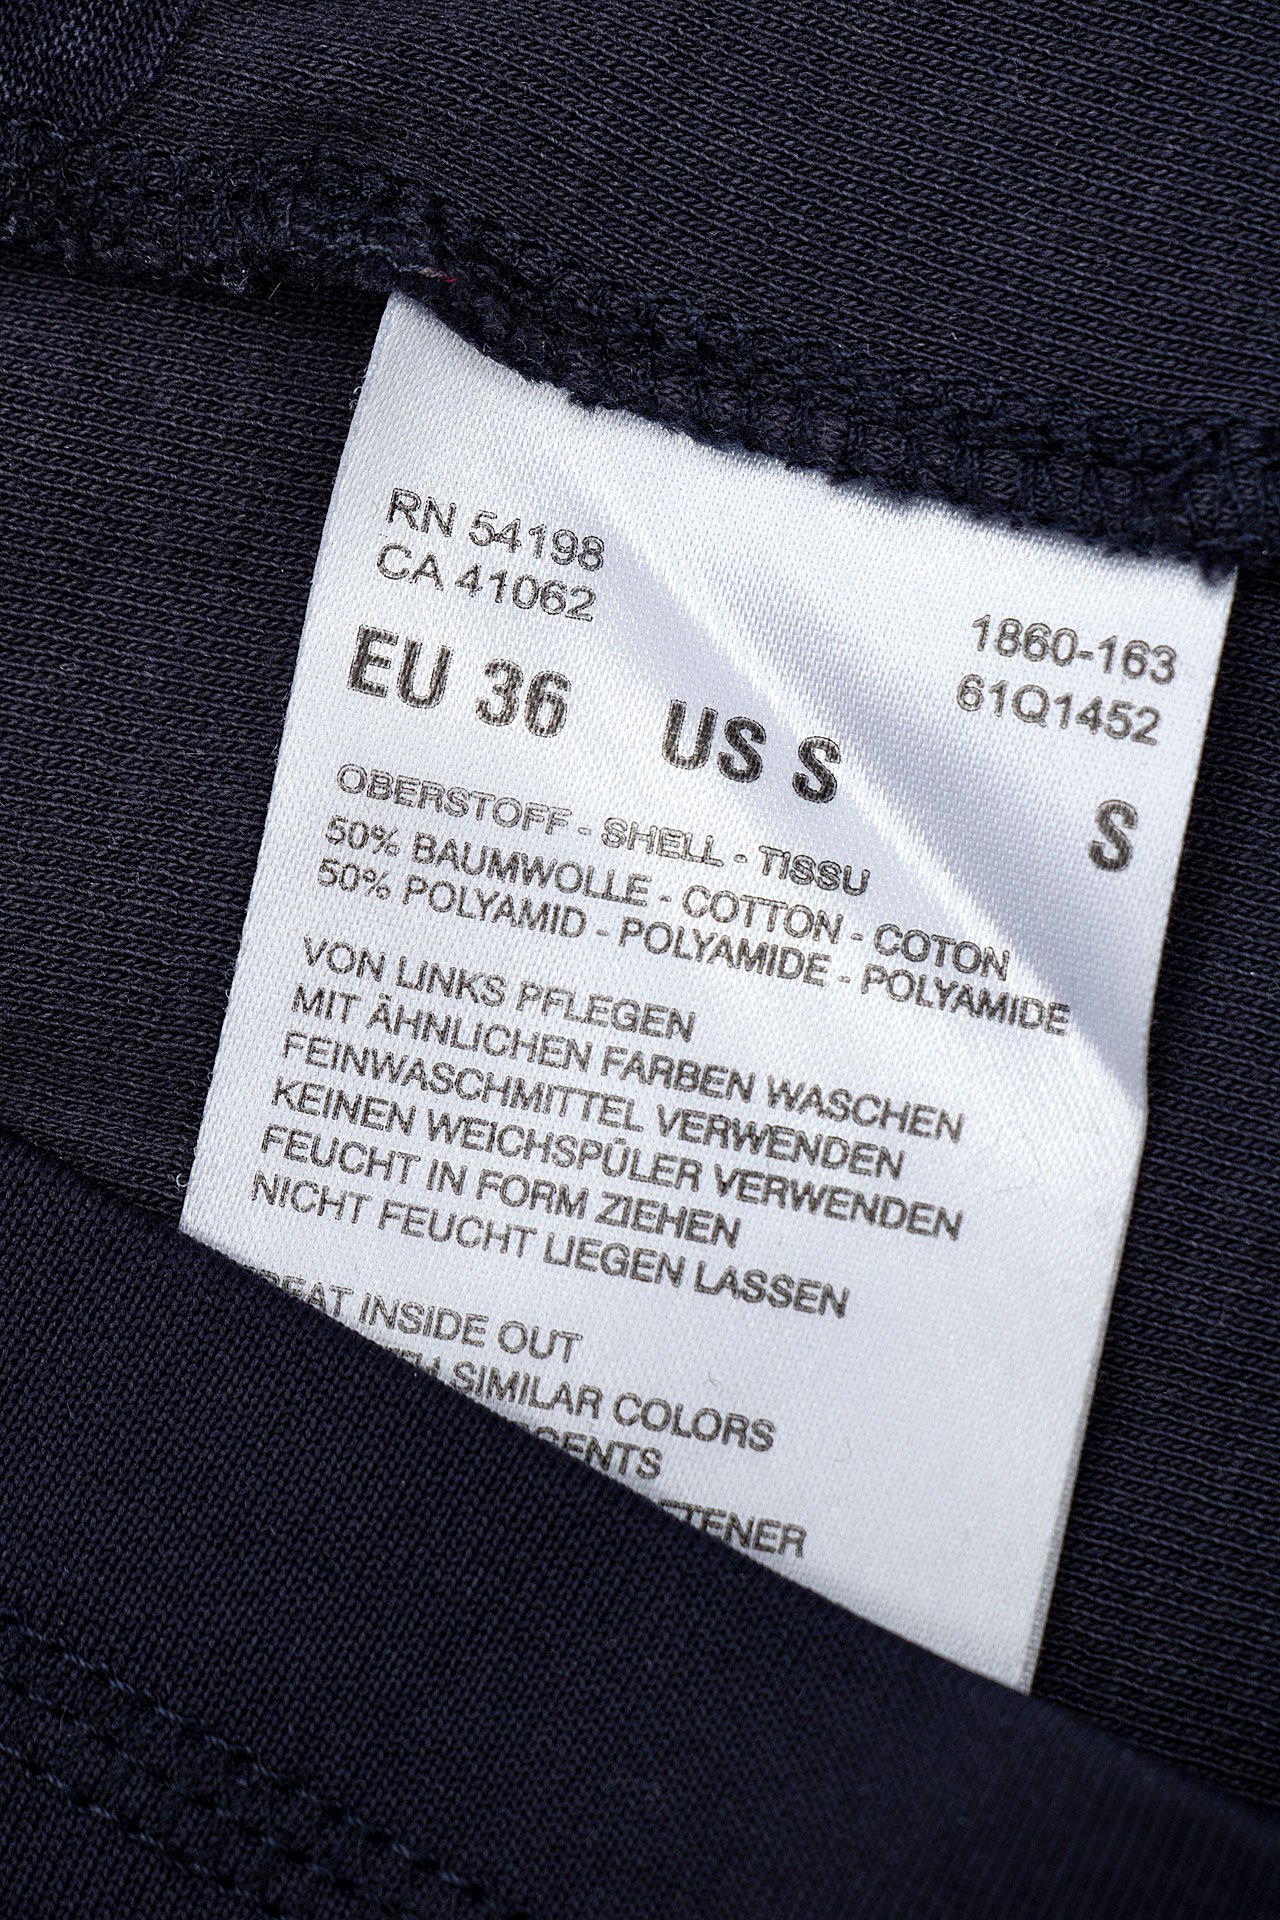 RN 54198
CA 41062
1860-163
61Q1452
EU 36 US S
S
OBERSTOFF - SHELL - TISSU
50% BAUMWOLLE - COTTON - COTON
50% POLYAMID - POLYAMIDE - POLYAMIDE
VON LINKS PFLEGEN
MIT ÄHNLICHEN FARBEN WASCHEN
FEINWASCHMITTEL VERWENDEN
KEINEN WEICHSPÜLER VERWENDEN
FEUCHT IN FORM ZIEHEN
NICHT FEUCHT LIEGEN LASSEN
INSIDE OUT
SIMILAR COLORS